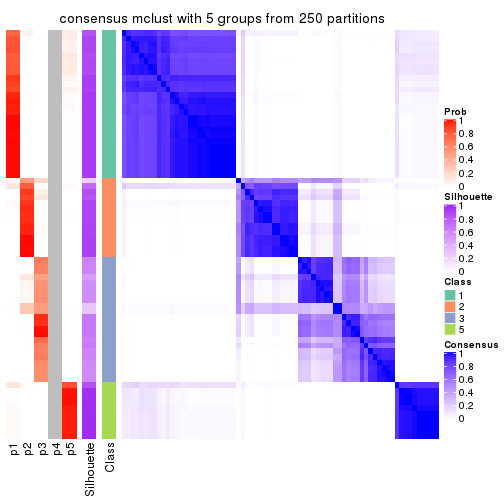 consensus mclust with 5 groups from 250 partitions
Prob
1
0.8
0.6
0.4
0.2
0
Silhouette
1
0.8
0.6
0.4
0.2
0
Class
1
2
3
5
Consensus
1
0.8
0.6
0.4
0.2
0
p1
p2
p3
p4
p5
Silhouette
Class